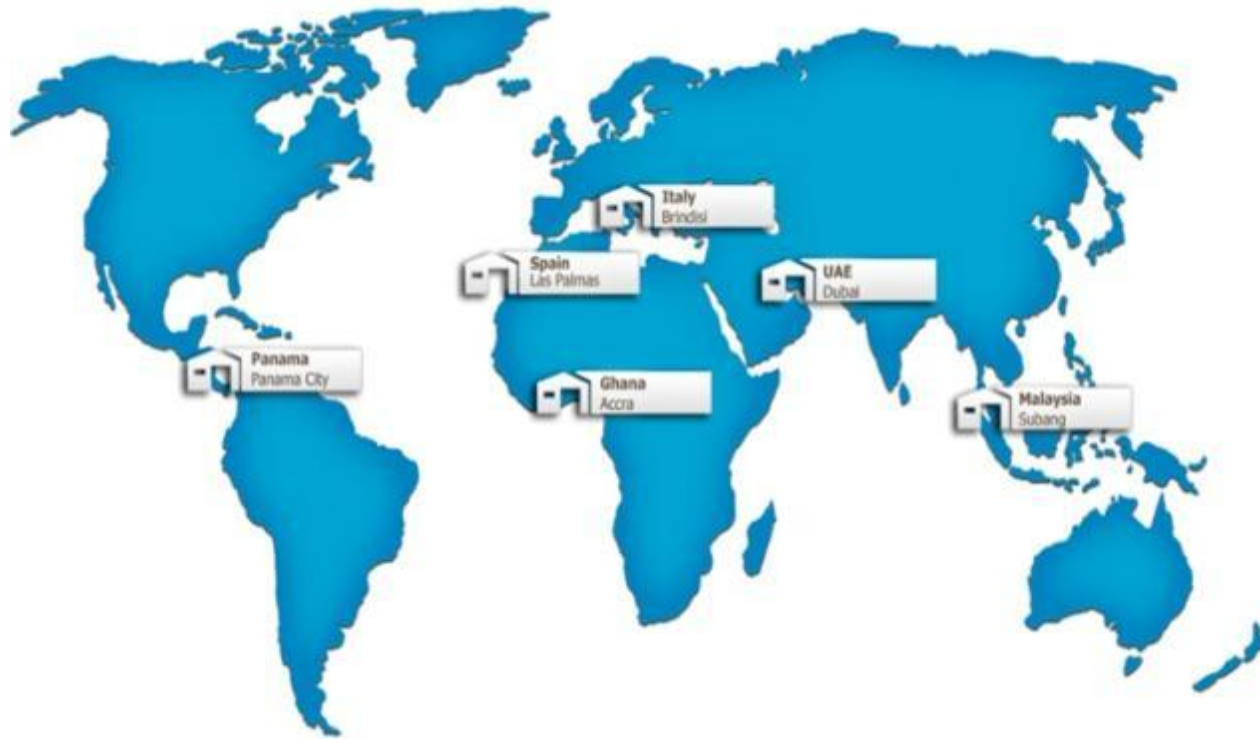 Italy
Brindisi
Spain
Las Palmas
UAE
Dubai
Panama
Panama City
Ghana
Accra
Malaysia
Subang